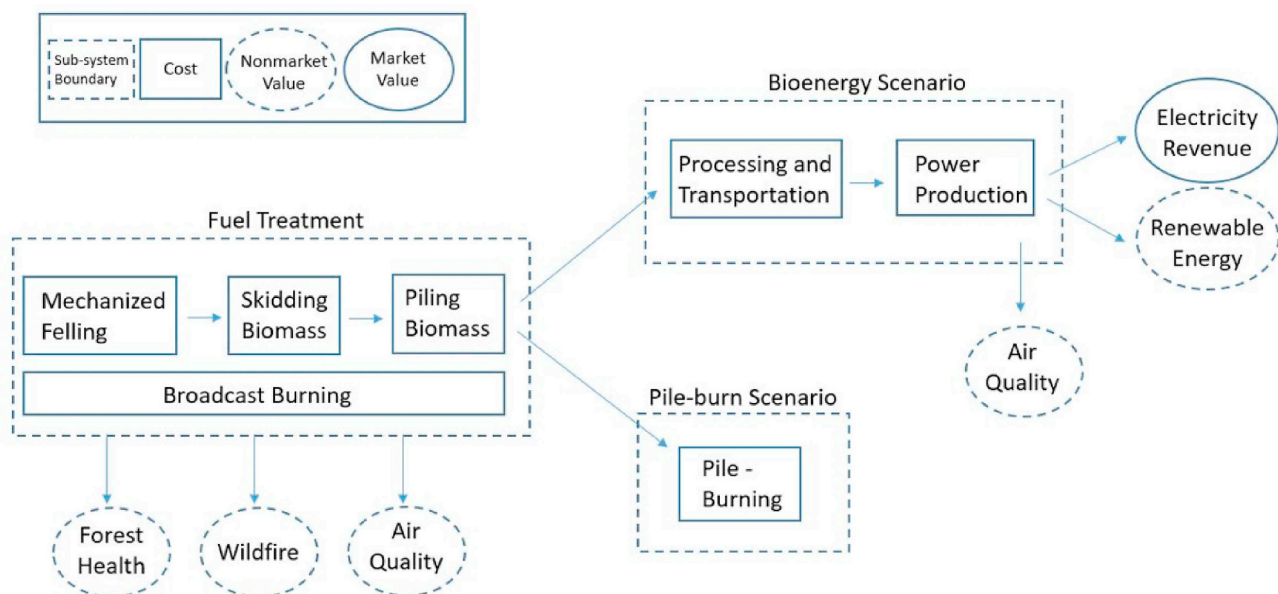 Sub-system
Boundary
Cost
Nonmarket
Value
Market
Value
Bioenergy Scenario
Processing and
Transportation
Power
Production
Electricity
Revenue
Renewable
Energy
Air
Quality
Fuel Treatment
Mechanized
Felling
Skidding
Biomass
Piling
Biomass
Broadcast Burning
Forest
Health
Wildfire
Air
Quality
Pile-burn Scenario
Pile -
Burning